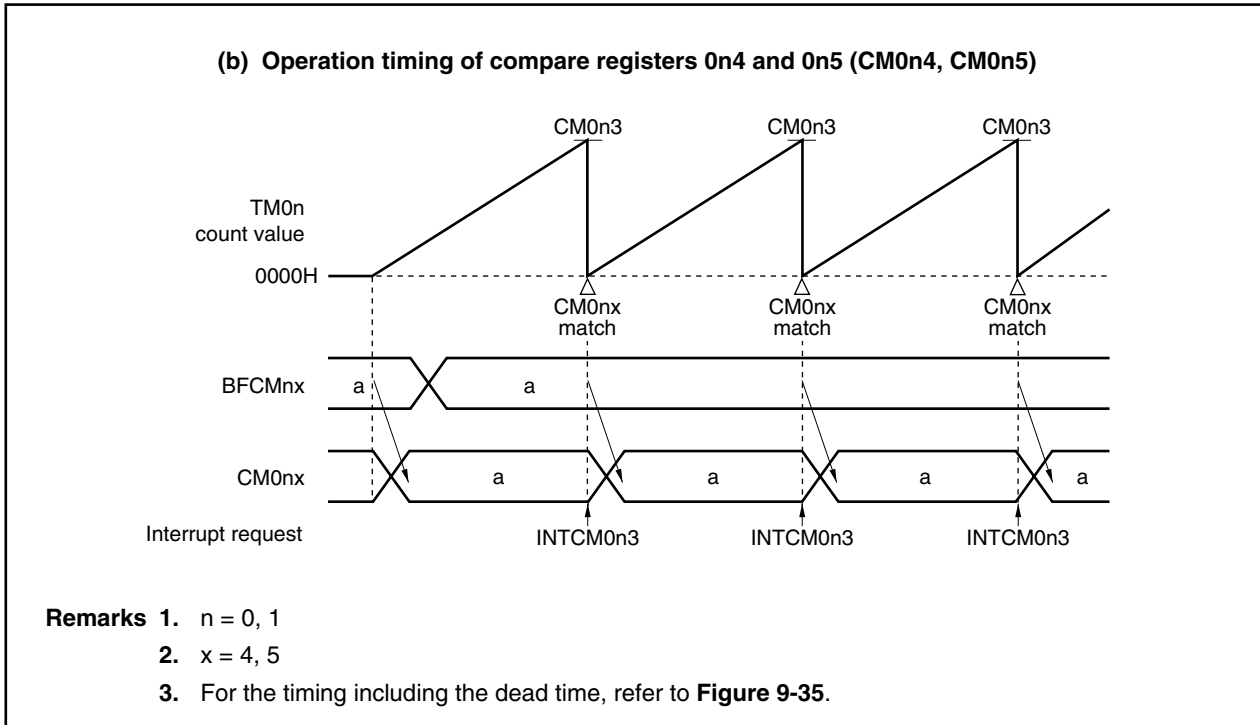 (b) Operation timing of compare registers 0n4 and 0n5 (CM0n4, CM0n5)
CM0n3 CM0n3 CM0n3
TM0n
count value
0000H
CM0nx CM0nx CM0nx
match match match
BFCMnx a a
CM0nx a a a a
Interrupt request INTCM0n3 INTCM0n3 INTCM0n3
Remarks 1. n = 0, 1
2. x = 4, 5
3. For the timing including the dead time, refer to Figure 9-35.